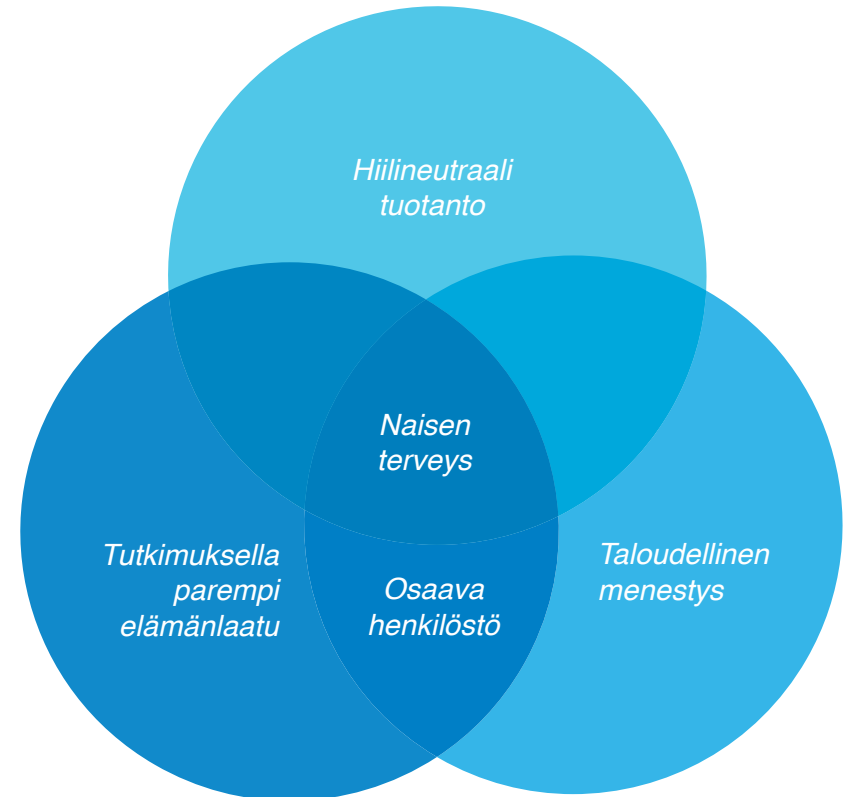 Hiilineutraali
tuotanto
Naisen
terveys
Tutkimuksella
parempi
elämänlaatu
Osaava
henkilöstö
Taloudellinen
menestys